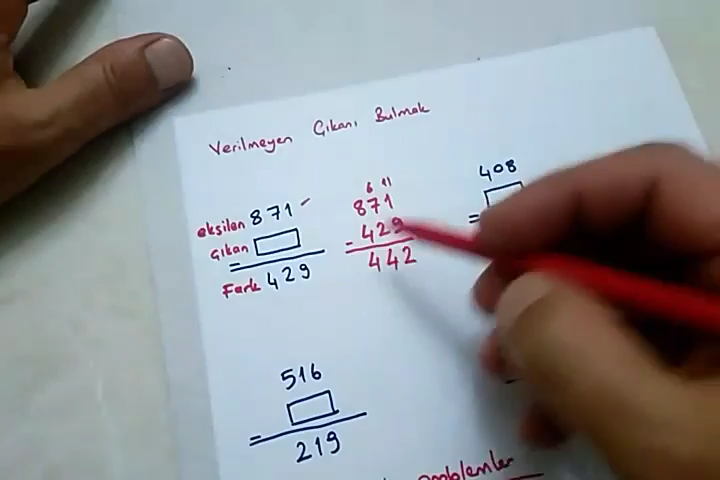 Verilmeyen Çıkanı Bulmak
eksilen 871
çıkan
=
Fark 429
6 11
871
- 429
442
408
=
516
=
219